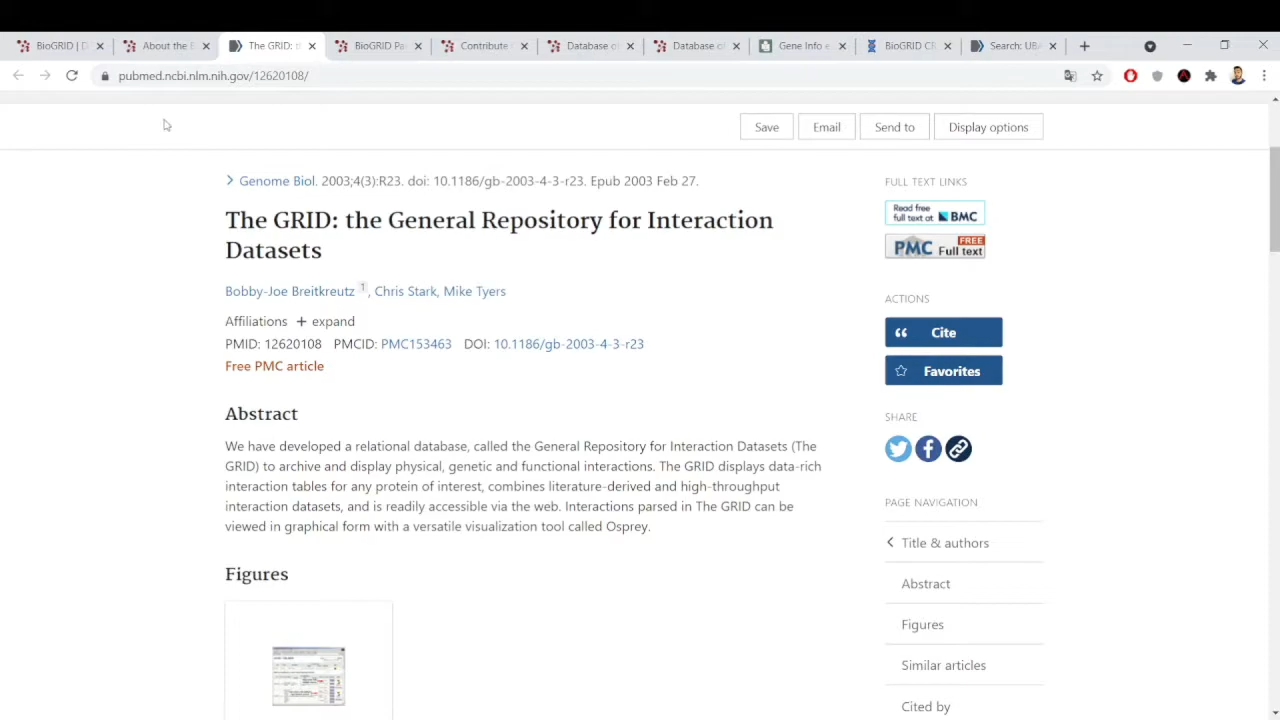 BioGRID | D
About the B
The GRID: t
BioGRID Pa
Contribute
Database of
Database of
Gene Info e
BioGRID CR
Search: UBA
pubmed.ncbi.nlm.nih.gov/12620108/
Save
Email
Send to
Display options
Genome Biol. 2003;4(3):R23. doi: 10.1186/gb-2003-4-3-r23. Epub 2003 Feb 27.
The GRID: the General Repository for Interaction
Datasets
Bobby-Joe Breitkreutz 1, Chris Stark, Mike Tyers
Affiliations + expand
PMID: 12620108 PMCID: PMC153463 DOI: 10.1186/gb-2003-4-3-r23
Free PMC article
Abstract
We have developed a relational database, called the General Repository for Interaction Datasets (The
GRID) to archive and display physical, genetic and functional interactions. The GRID displays data-rich
interaction tables for any protein of interest, combines literature-derived and high-throughput
interaction datasets, and is readily accessible via the web. Interactions parsed in The GRID can be
viewed in graphical form with a versatile visualization tool called Osprey.
Figures
FULL TEXT LINKS
Read free
full text at BMC
PMC FREE
Full text
ACTIONS
Cite
Favorites
SHARE
PAGE NAVIGATION
Title & authors
Abstract
Figures
Similar articles
Cited by